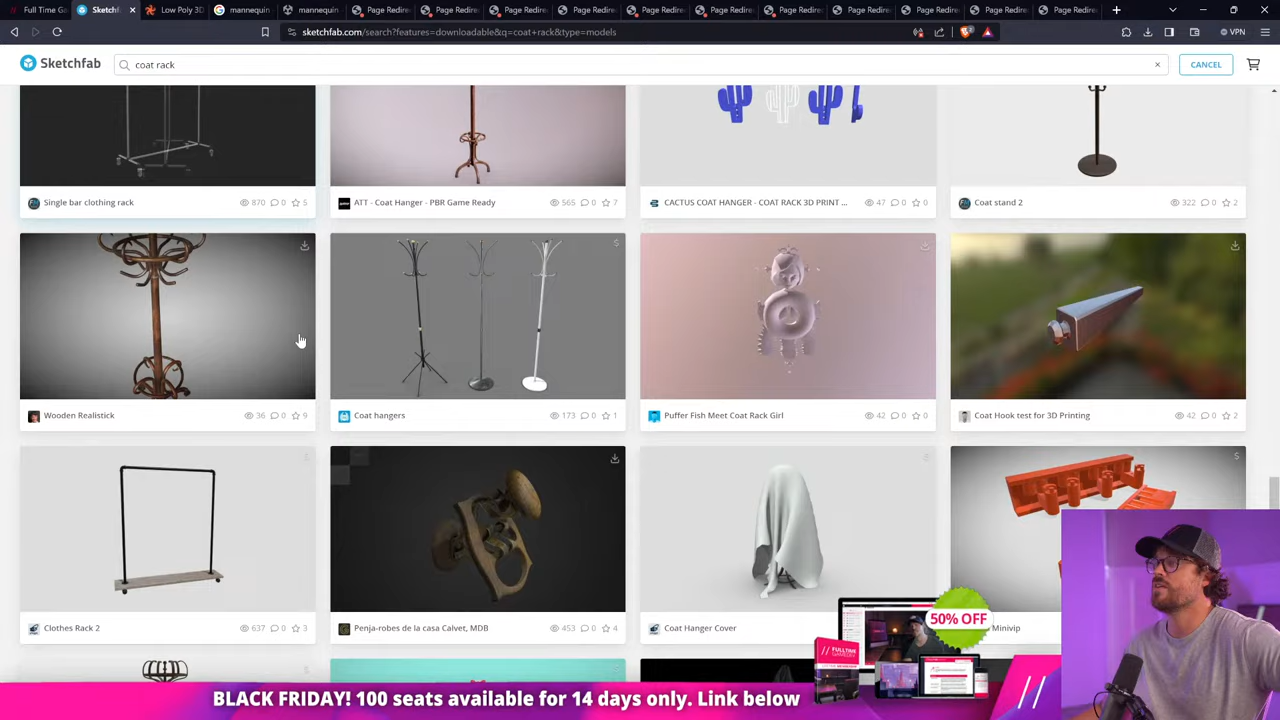 Full Time Ga
Sketchf
Low Poly 3D
mannequin
mannequin
Page Redire
Page Redire
Page Redire
Page Redire
Page Redire
Page Redire
Page Redire
Page Redire
Page Redire
Page Redire
Page Redire
sketchfab.com/search?features=downloadable&q=coat+rack&type=models
VPN
Sketchfab
coat rack
CANCEL
Single bar clothing rack
870 0 5
ATT - Coat Hanger - PBR Game Ready
565 0 7
CACTUS COAT HANGER - COAT RACK 3D PRINT ...
47 0 0
Coat stand 2
322 0 2
Wooden Realistick
36 0 9
Coat hangers
173 0 1
Puffer Fish Meet Coat Rack Girl
42 0 0
Coat Hook test for 3D Printing
42 0 2
Clothes Rack 2
637 0 3
Penja-robes de la casa Calvet, MDB
453 0 4
Coat Hanger Cover
Minivip
50% OFF
FULLTIME
GAMEDEV
BLACK FRIDAY! 100 seats available for 14 days only. Link below